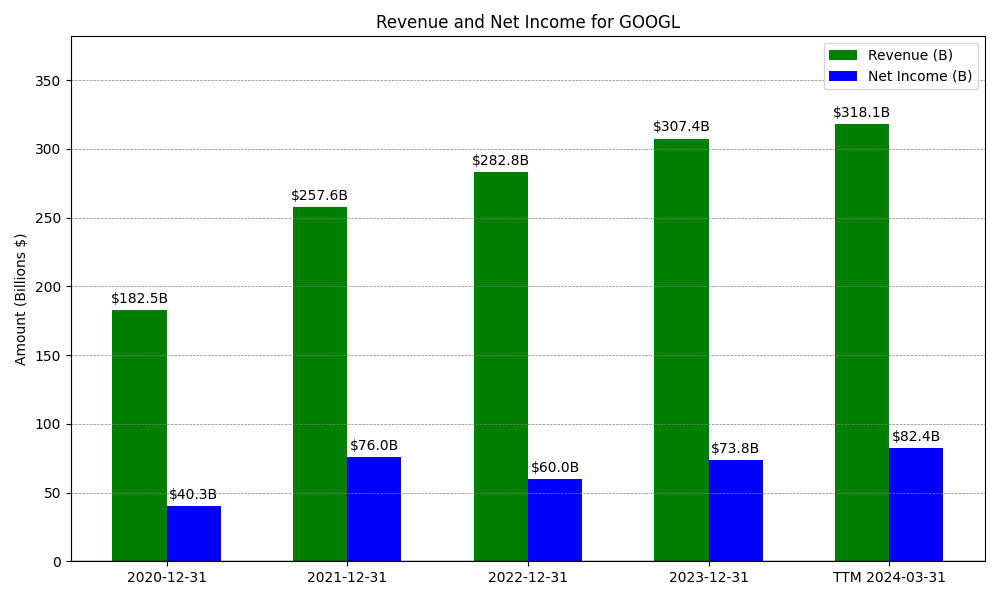 Revenue and Net Income for GOOGL
Revenue (B)
Net Income (B)
Amount (Billions $)
350
300
250
200
150
100
50
0
$182.5B
$40.3B
$257.6B
$76.0B
$282.8B
$60.0B
$307.4B
$73.8B
$318.1B
$82.4B
2020-12-31
2021-12-31
2022-12-31
2023-12-31
TTM 2024-03-31